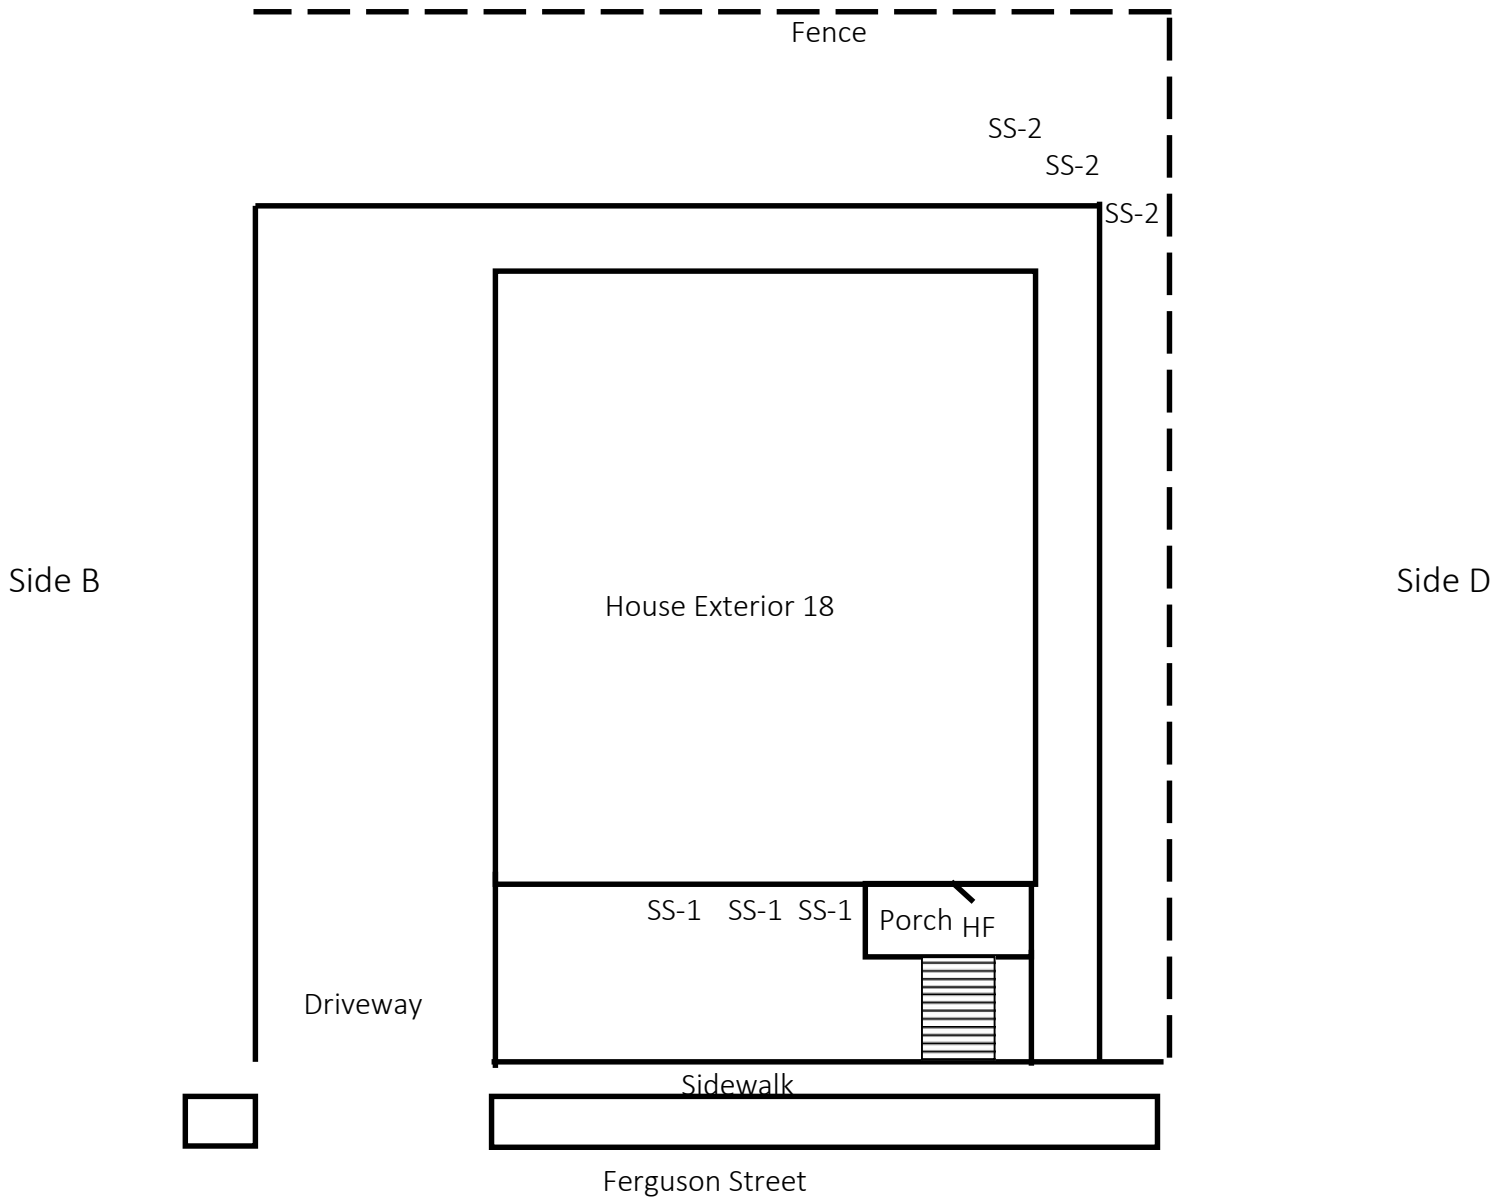 Fence
SS-2
SS-2
SS-2
Side B
Side D
House Exterior 18
SS-1 SS-1 SS-1
Porch HF
Driveway
Sidewalk
Ferguson Street